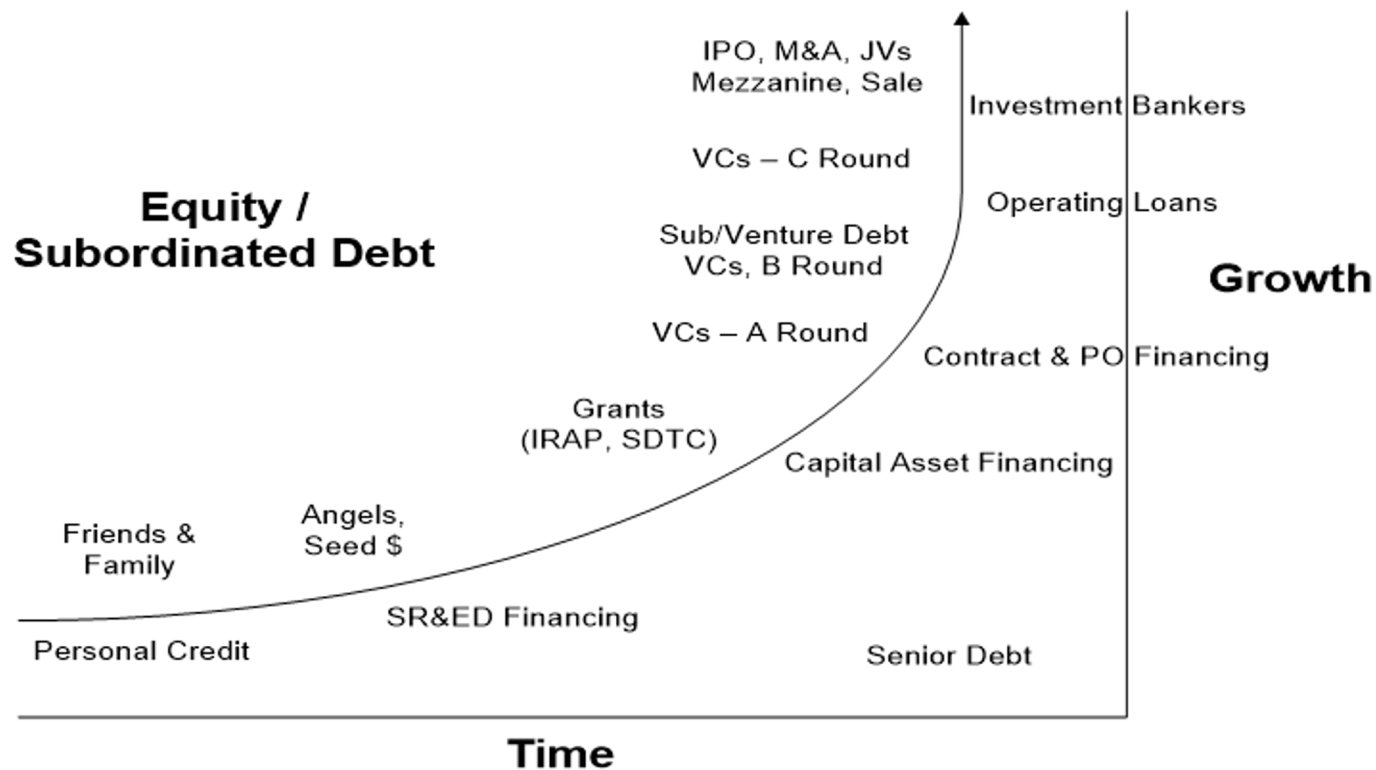 IPO, M&A, JVs
Mezzanine, Sale
Investment Bankers
VCs – C Round
Equity /
Subordinated Debt
Operating Loans
Sub/Venture Debt
VCs, B Round
Growth
VCs – A Round
Contract & PO Financing
Grants
(IRAP, SDTC)
Capital Asset Financing
Angels,
Seed $
Friends &
Family
SR&ED Financing
Personal Credit
Senior Debt
Time